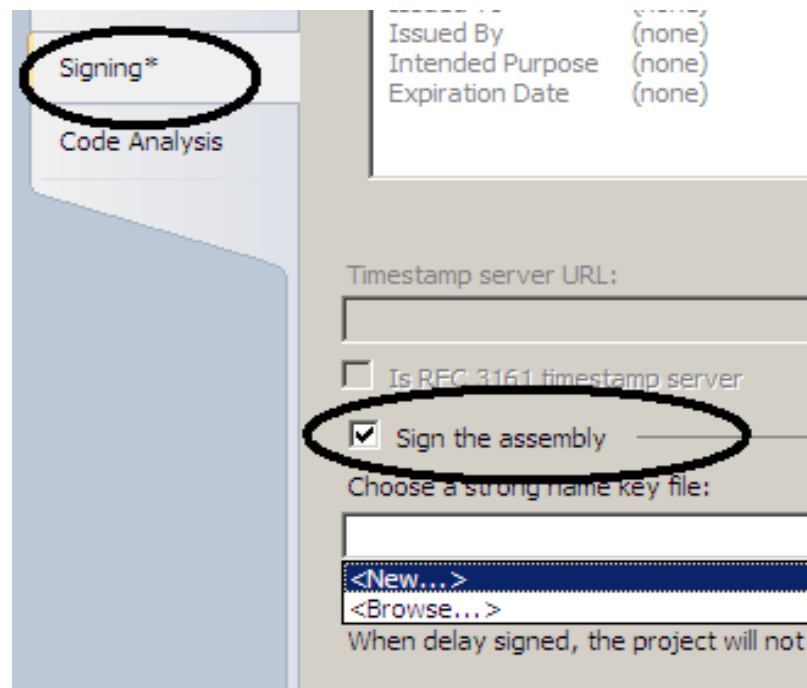 Signing*
Code Analysis
Issued By (none)
Intended Purpose (none)
Expiration Date (none)
Timestamp server URL:
Is RFC 3161 timestamp server
Sign the assembly
Choose a strong name key file:
<New...>
<Browse...>
When delay signed, the project will not